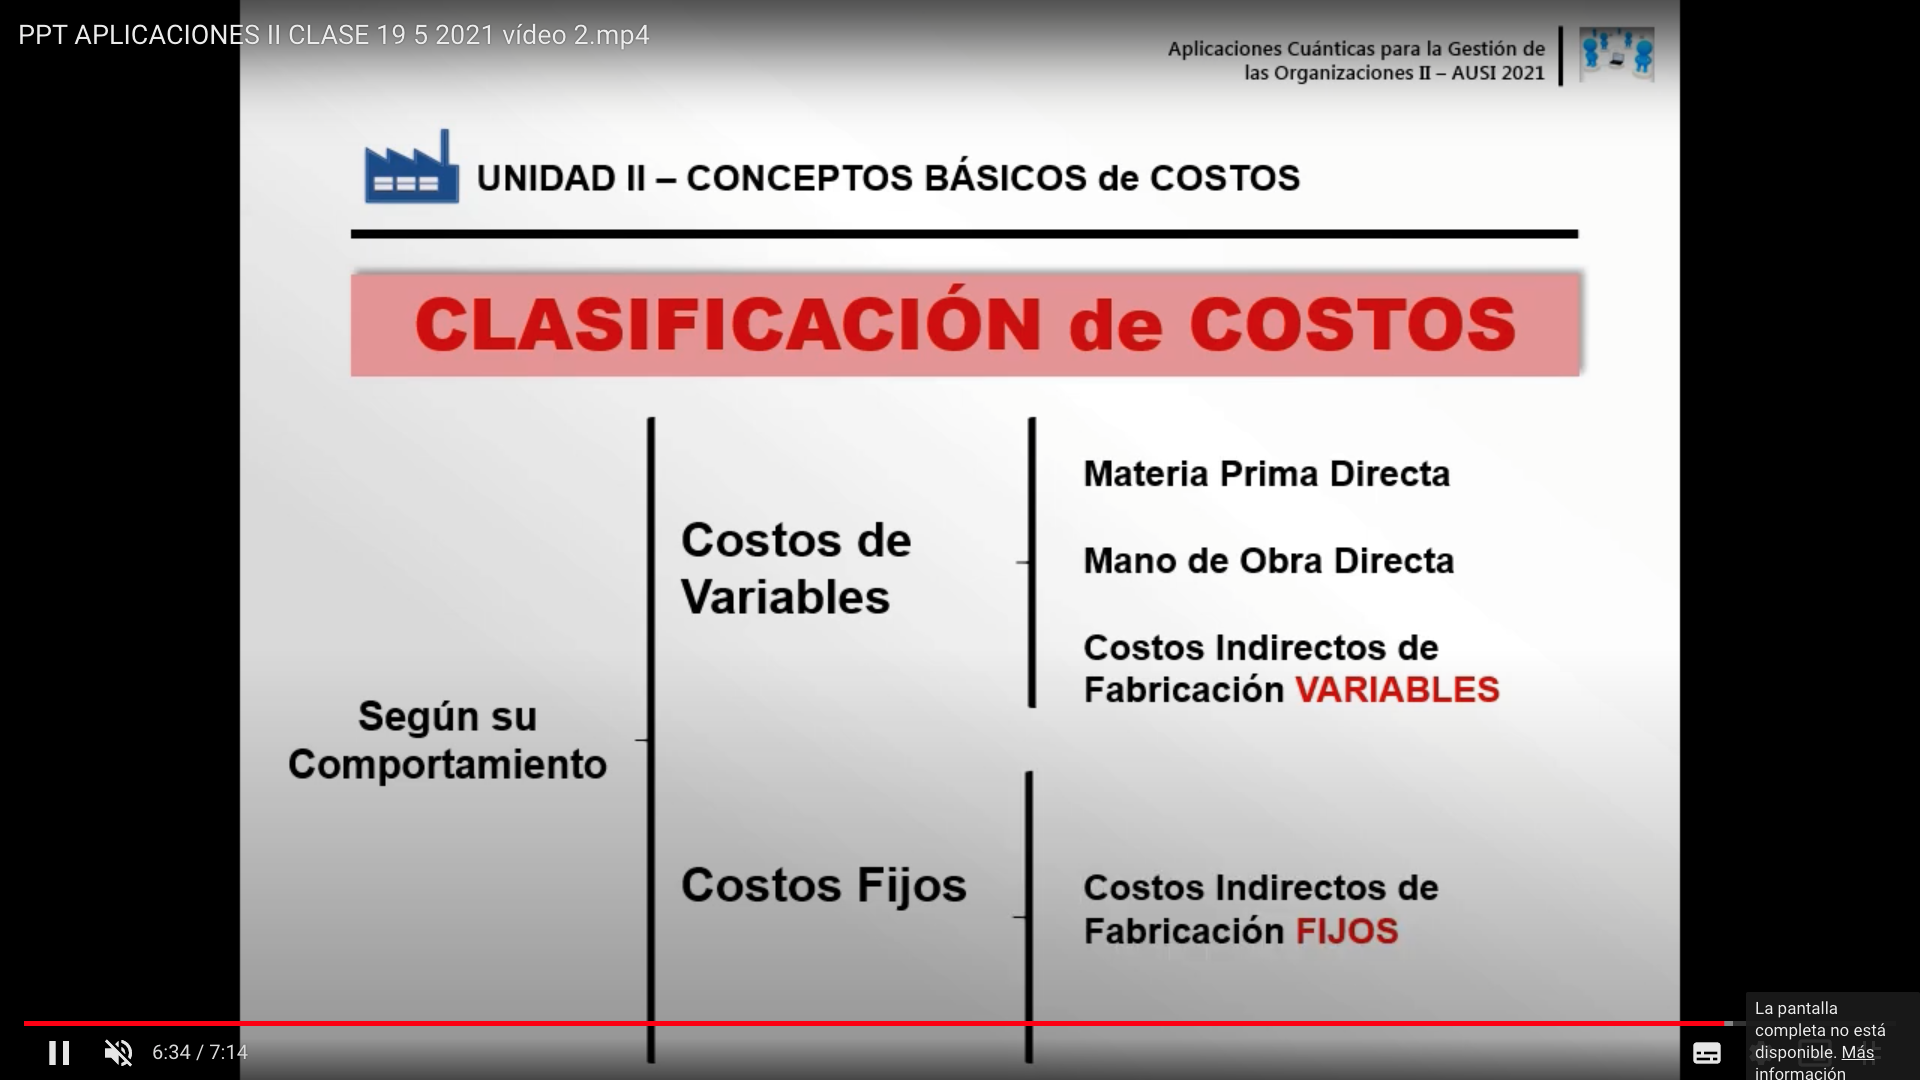 PPT APLICACIONES II CLASE 19 5 2021 vídeo 2.mp4
Aplicaciones Cuánticas para la Gestión de
las Organizaciones II – AUSI 2021
UNIDAD II – CONCEPTOS BÁSICOS de COSTOS
CLASIFICACIÓN de COSTOS
Según su
Comportamiento
Costos de
Variables
Materia Prima Directa
Mano de Obra Directa
Costos Indirectos de
Fabricación VARIABLES
Costos Fijos
Costos Indirectos de
Fabricación FIJOS
6:34 / 7:14
La pantalla
completa no está
disponible. Más
información